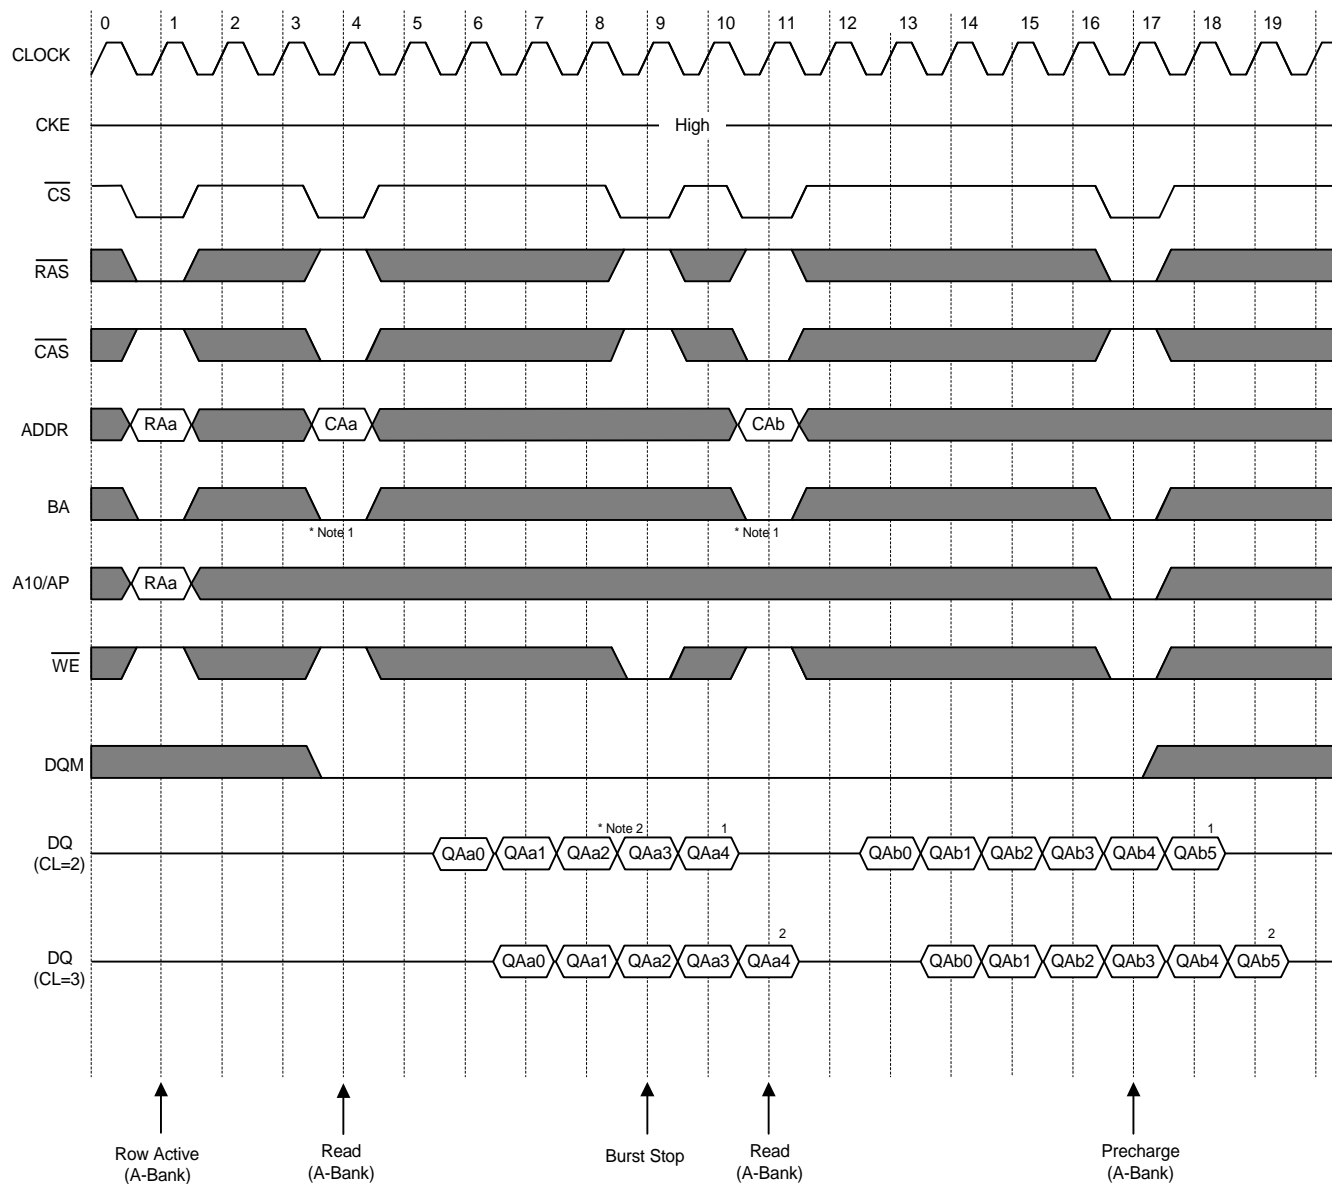 0 1 2 3 4 5 6 7 8 9 10 11 12 13 14 15 16 17 18 19
CLOCK
CKE High
CS
RAS
CAS
ADDR RAa CAa CAb
BA
* Note 1 * Note 1
A10/AP RAa
WE
DQM
* Note 2 1 1
DQ
(CL=2)
QAa0 QAa1 QAa2 QAa3 QAa4 QAb0 QAb1 QAb2 QAb3 QAb4 QAb5
2 2
DQ
(CL=3)
QAa0 QAa1 QAa2 QAa3 QAa4 QAb0 QAb1 QAb2 QAb3 QAb4 QAb5
Row Active
(A-Bank)
Read
(A-Bank)
Burst Stop
Read
(A-Bank)
Precharge
(A-Bank)